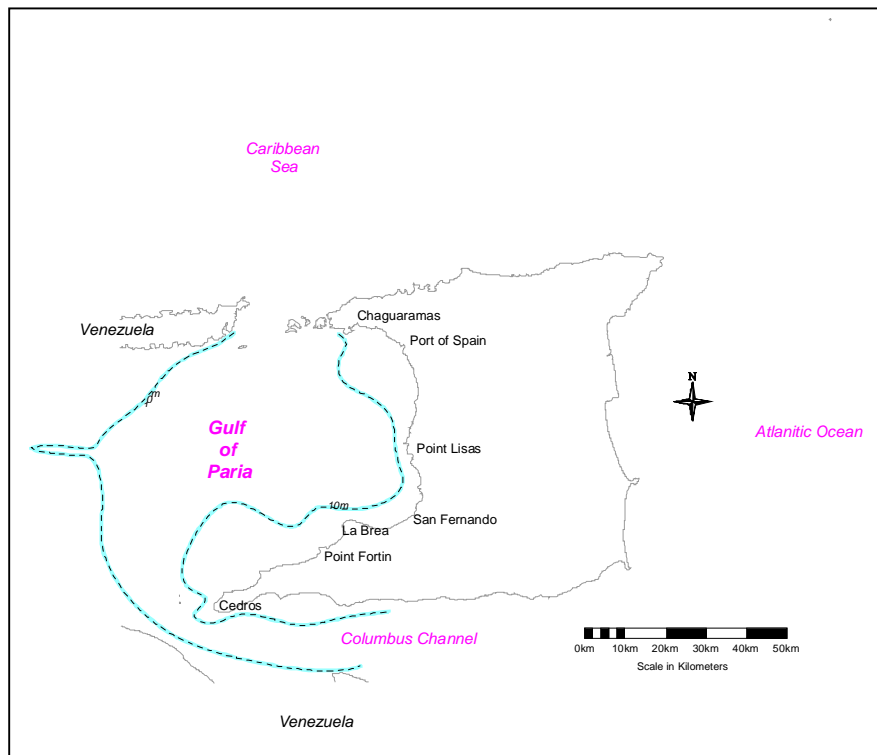 Caribbean
Sea
Chaguaramas
Venezuela
Port of Spain
N
Gulf
of
Paria
Atlanitic Ocean
Point Lisas
10m
San Fernando
La Brea
Point Fortin
Cedros
Columbus Channel
0km 10km 20km 30km 40km 50km
Scale in Kilometers
Venezuela